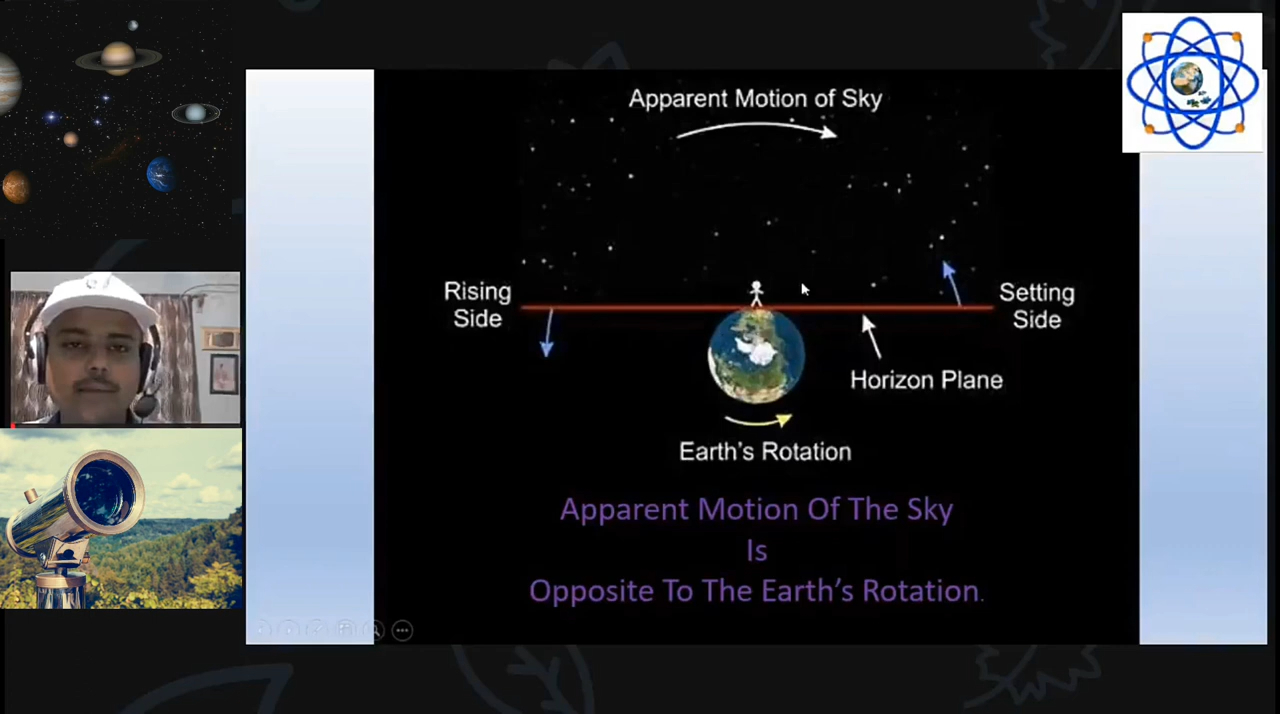 Apparent Motion of Sky
Rising
Side
Setting
Side
Horizon Plane
Earth's Rotation
Apparent Motion Of The Sky
Is
Opposite To The Earth's Rotation.